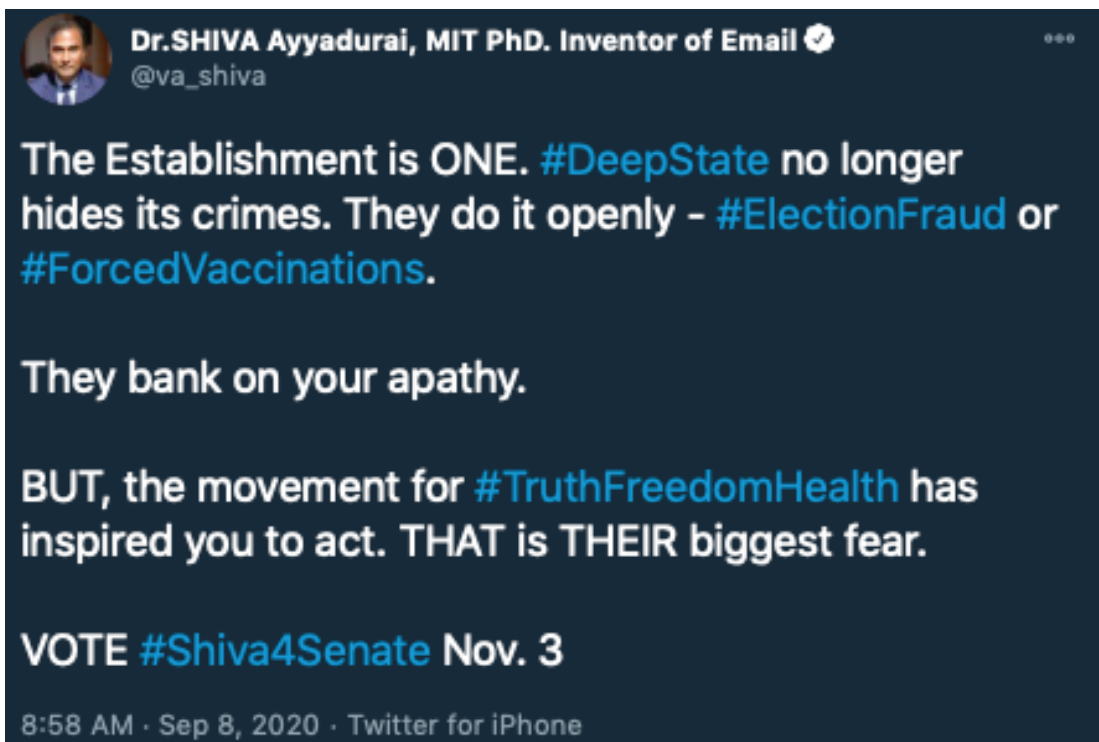 Dr.SHIVA Ayyadurai, MIT PhD. Inventor of Email
@va_shiva
The Establishment is ONE. #DeepState no longer
hides its crimes. They do it openly - #ElectionFraud or
#ForcedVaccinations.
They bank on your apathy.
BUT, the movement for #TruthFreedomHealth has
inspired you to act. THAT is THEIR biggest fear.
VOTE #Shiva4Senate Nov. 3
8:58 AM · Sep 8, 2020 · Twitter for iPhone